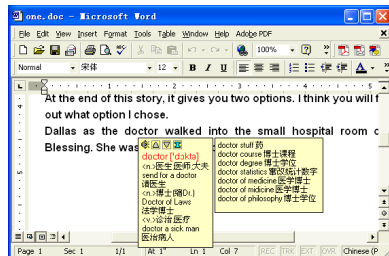 one.doc - Microsoft Word
File Edit View Insert Format Tools Table Window Help Adobe PDF
100%
Normal 宋体 12 B I U A
1 2 3 4 5
At the end of this story, it gives you two options. I think you will f
out what option I chose.
Dallas as the doctor walked into the small hospital room o
Blessing. She was
doctor ['dɔktə]
<n.>医生 医师;大夫
send for a doctor
请医生
<n.>博士(略Dr.)
Doctor of Laws
法学博士
<v.>诊治;医疗
doctor a sick man
医治病人
doctor stuff 药
doctor course 博士课程
doctor degree 博士学位
doctor statistics 窜改统计数字
doctor of medicine 医学博士
doctor of midicine 医学博士
doctor of philosophy 博士学位
Page 1 Sec 1 1/1 At 1" Ln 1 Col 7 REC TRK EXT OVR Chinese (P